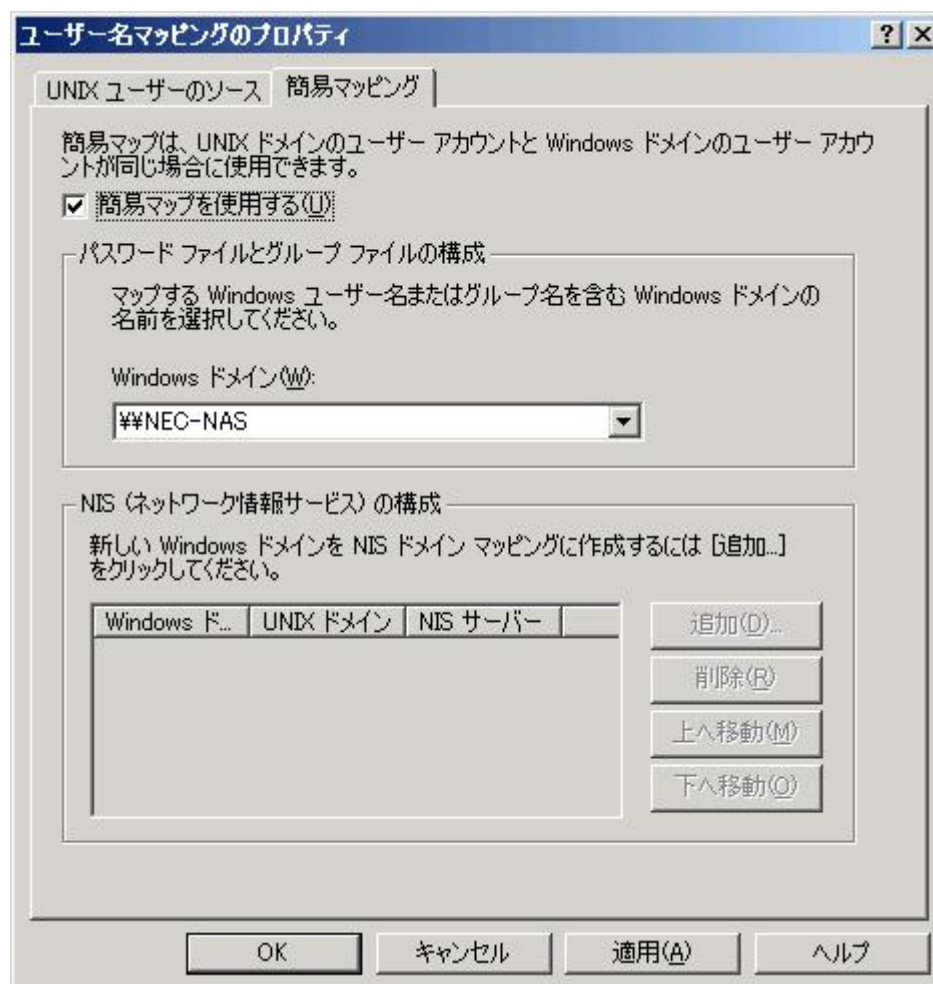 ユーザー名マッピングのプロパティ
UNIX ユーザーのソース 簡易マッピング
簡易マップは、UNIX ドメインのユーザー アカウントと Windows ドメインのユーザー アカウ
ントが同じ場合に使用できます。
簡易マップを使用する(U)
パスワード ファイルとグループ ファイルの構成
マップする Windows ユーザー名またはグループ名を含む Windows ドメインの
名前を選択してください。
Windows ドメイン(W):
¥¥NEC-NAS
NIS (ネットワーク情報サービス) の構成
新しい Windows ドメインを NIS ドメイン マッピングに作成するには [追加...]
をクリックしてください。
Windows ド... UNIX ドメイン NIS サーバー
追加(D)...
削除(R)
上へ移動(M)
下へ移動(O)
OK キャンセル 適用(A) ヘルプ